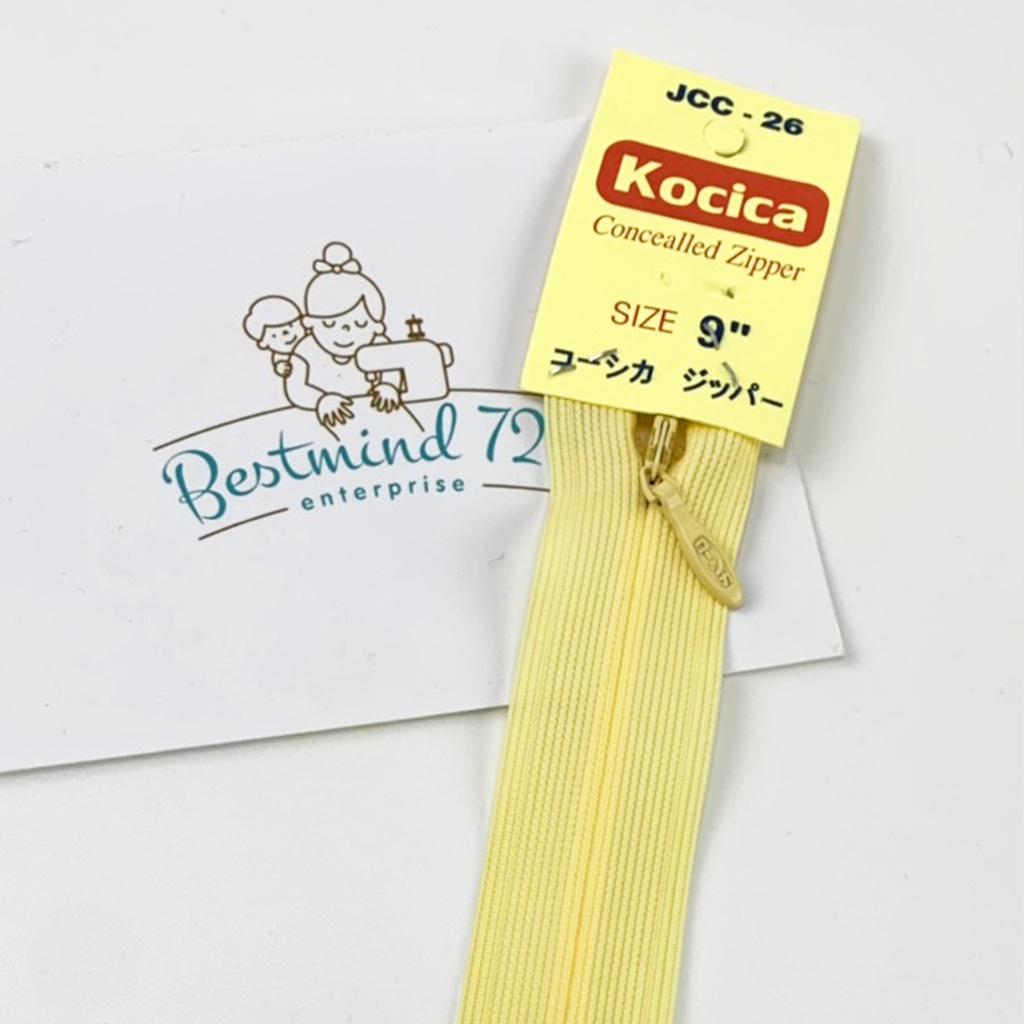 JCC - 26
Kocica
Concealled Zipper
SIZE 9"
コーシカ ジッパー
Bestmind 72
enterprise